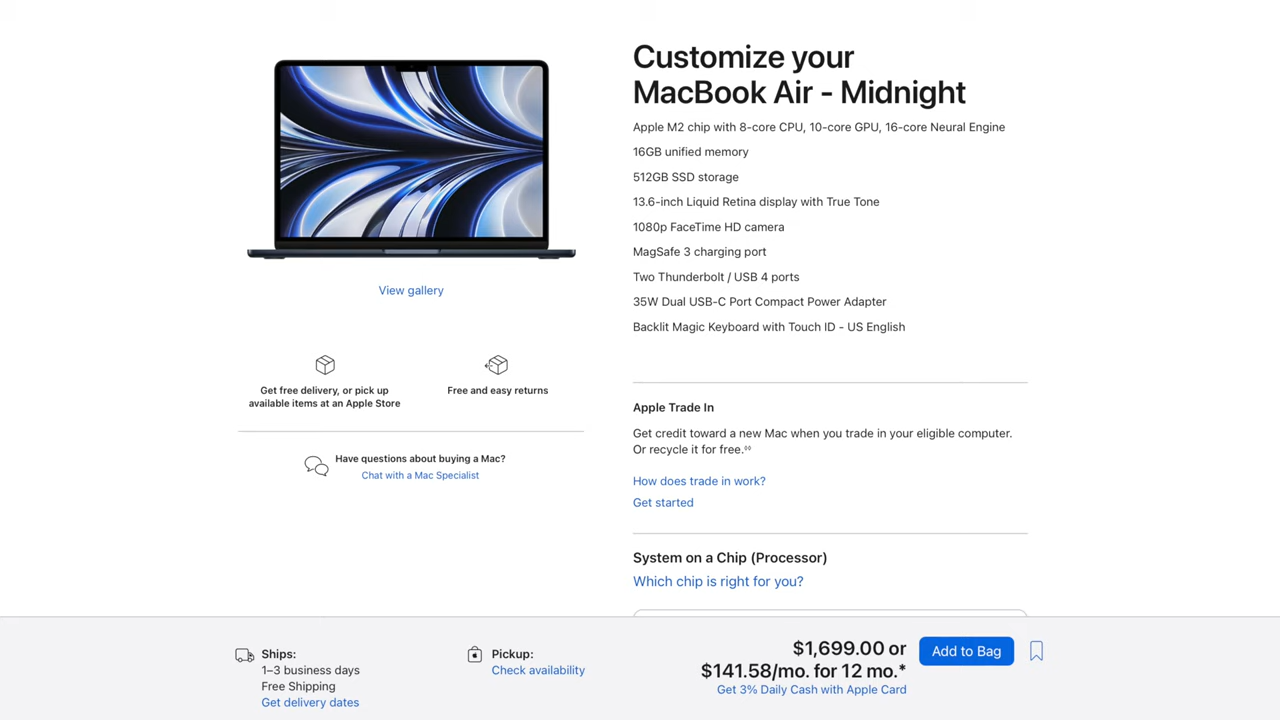 Customize your
MacBook Air - Midnight
Apple M2 chip with 8-core CPU, 10-core GPU, 16-core Neural Engine
16GB unified memory
512GB SSD storage
13.6-inch Liquid Retina display with True Tone
1080p FaceTime HD camera
MagSafe 3 charging port
Two Thunderbolt / USB 4 ports
35W Dual USB-C Port Compact Power Adapter
Backlit Magic Keyboard with Touch ID - US English
View gallery
Get free delivery, or pick up
available items at an Apple Store
Free and easy returns
Have questions about buying a Mac?
Chat with a Mac Specialist
Apple Trade In
Get credit toward a new Mac when you trade in your eligible computer.
Or recycle it for free.◊◊
How does trade in work?
Get started
System on a Chip (Processor)
Which chip is right for you?
Ships:
1–3 business days
Free Shipping
Get delivery dates
Pickup:
Check availability
$1,699.00 or
$141.58/mo. for 12 mo.*
Get 3% Daily Cash with Apple Card
Add to Bag